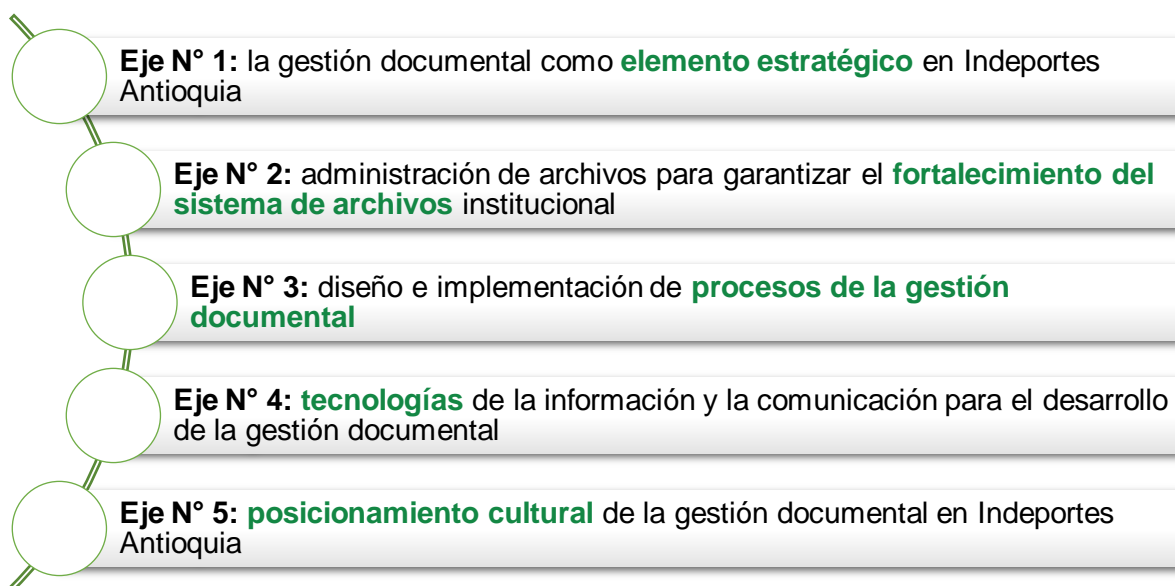 Eje N° 1: la gestión documental como elemento estratégico en Indeportes
Antioquia
Eje N° 2: administración de archivos para garantizar el fortalecimiento del
sistema de archivos institucional
Eje N° 3: diseño e implementación de procesos de la gestión
documental
Eje N° 4: tecnologías de la información y la comunicación para el desarrollo
de la gestión documental
Eje N° 5: posicionamiento cultural de la gestión documental en Indeportes
Antioquia